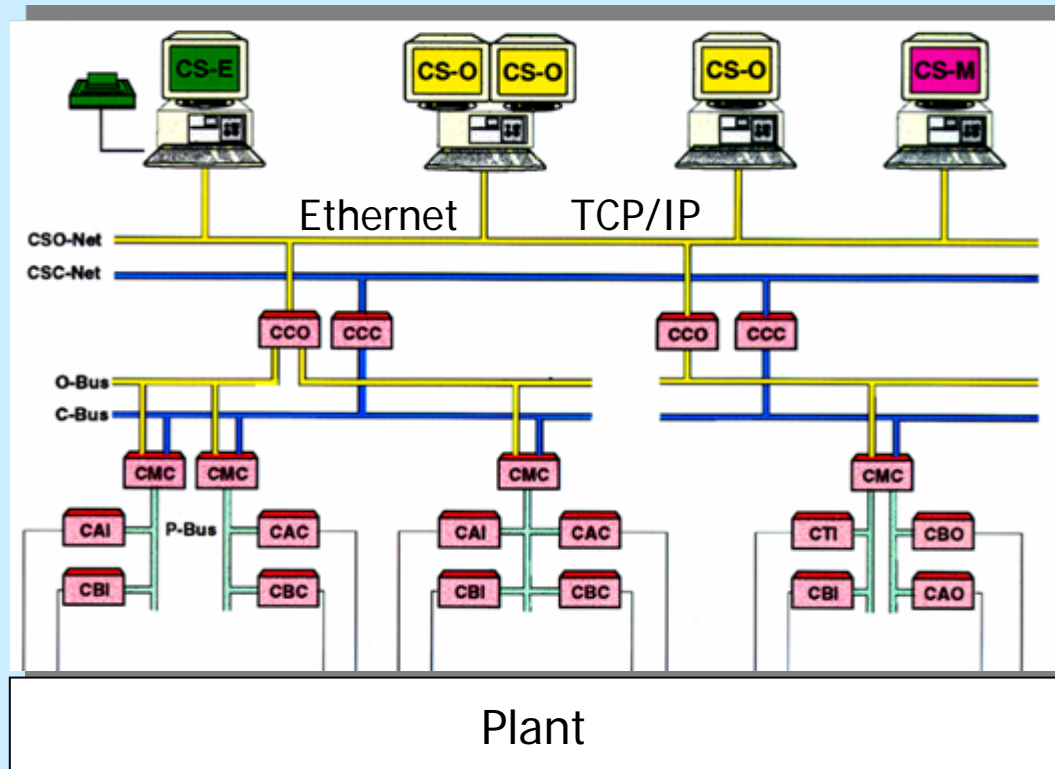 CS-E CS-O CS-O CS-O CS-M
Ethernet TCP/IP
CSO-Net
CSC-Net
CCO CCC CCO CCC
O-Bus
C-Bus
CMC CMC CMC CMC
CAI P-Bus CAC CAI CAC CTI CBO
CBI CBC CBI CBC CBI CAO
Plant